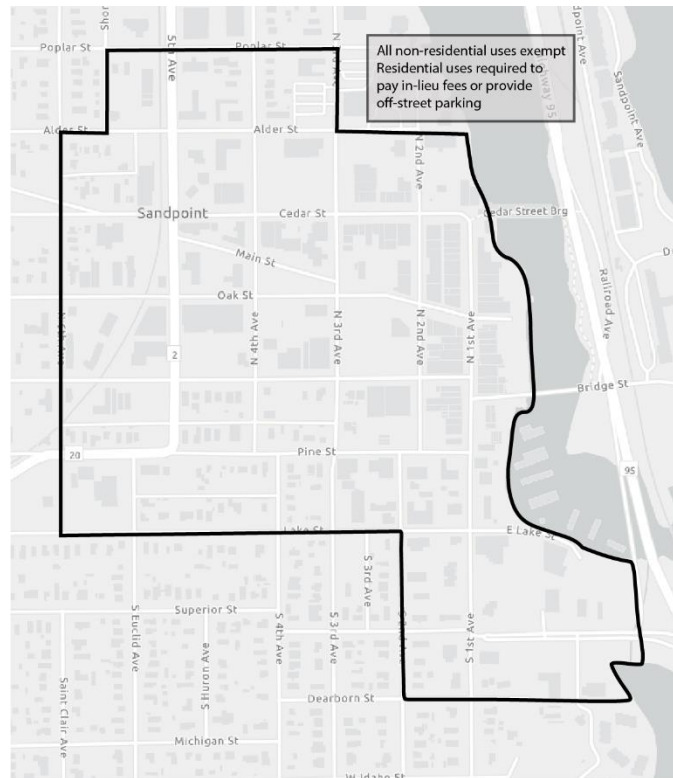 Poplar St
5th Ave
Poplar St
All non-residential uses exempt
Residential uses required to
pay in-lieu fees or provide
off-street parking
Sandpoint Ave
Alder St
Alder St
N 2nd Ave
Sandpoint
Cedar St
Cedar Street Brg
Main St
Railroad Ave
Oak St
N 4th Ave
N 3rd Ave
N 2nd Ave
N 1st Ave
2
Bridge St
20
Pine St
95
Lake St
E Lake St
S 3rd Ave
Superior St
S Euclid Ave
S Huron Ave
S 4th Ave
S 3rd Ave
S 1st Ave
Saint Clair Ave
Dearborn St
Michigan St
W Idaho St